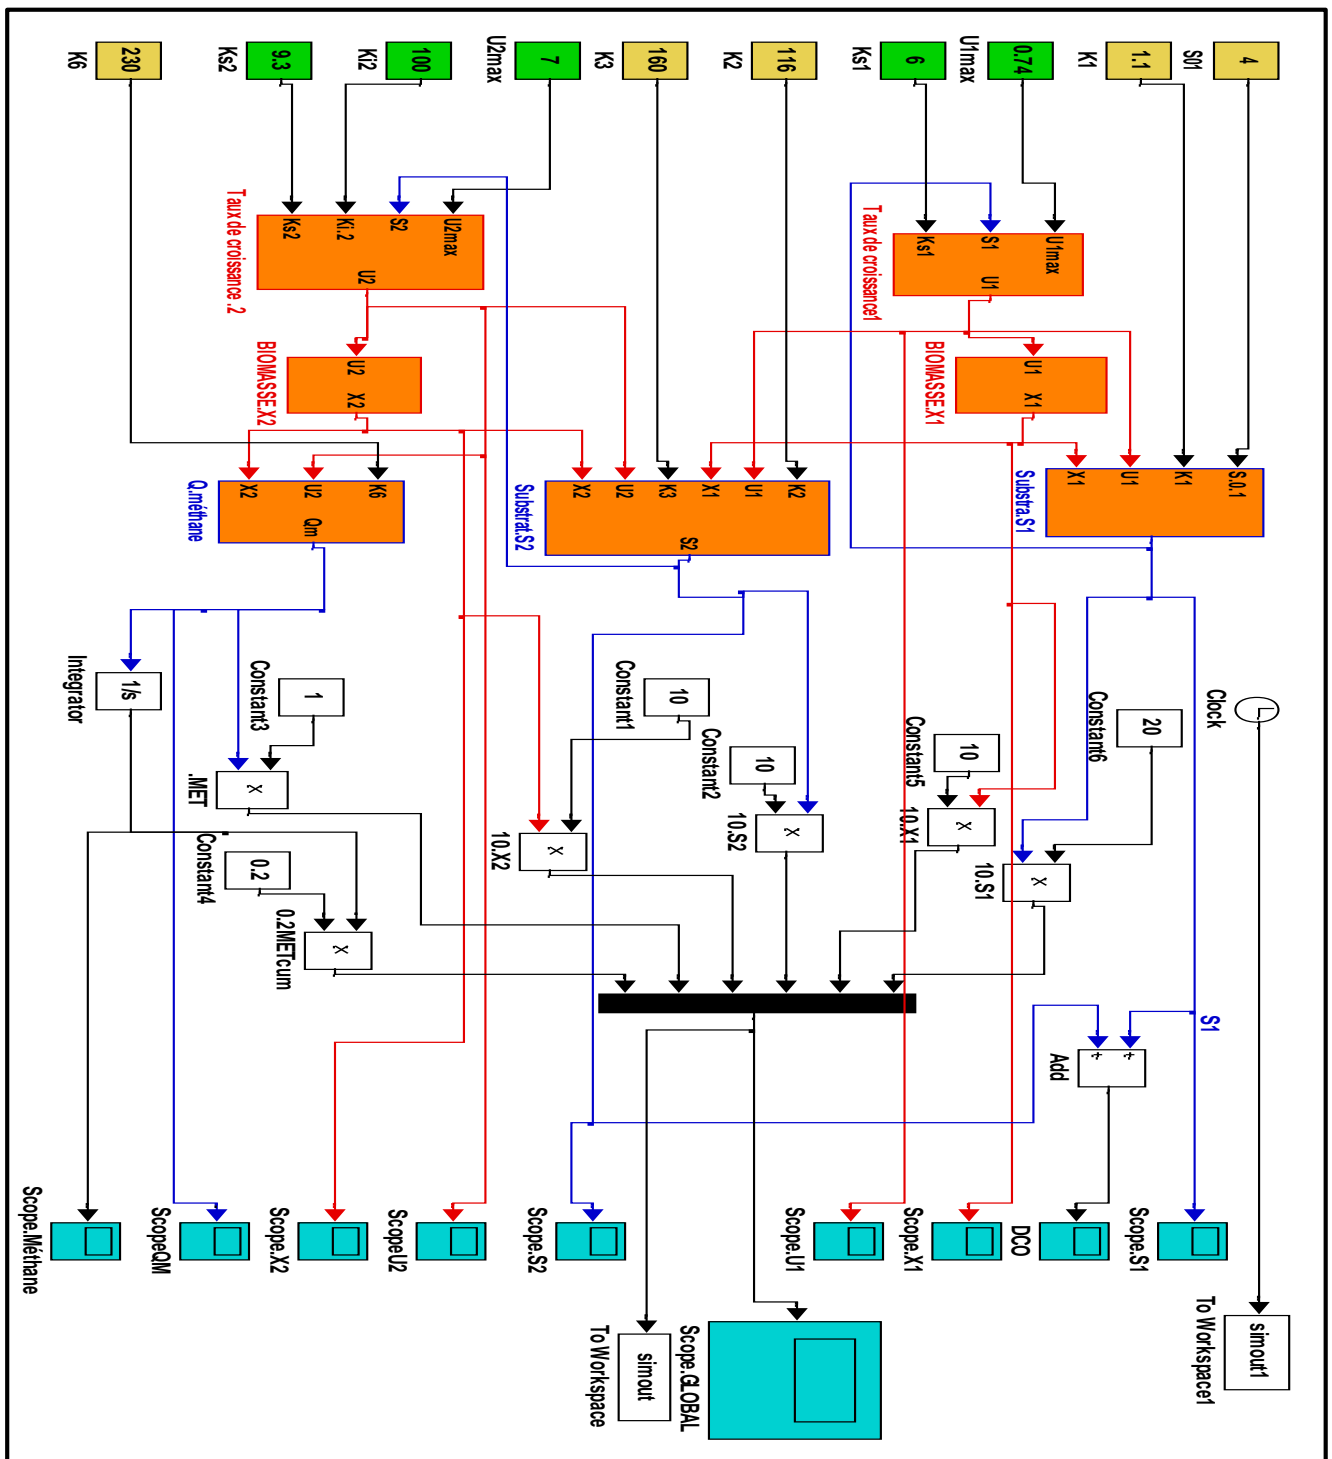 4
S01
1.1
K1
0.74
U1max
6
Ks1
116
K2
160
K3
7
U2max
100
Ki2
9.3
Ks2
230
K6
U1max
S1
Ks1
U1
Taux de croissance1
U2max
S2
Ki.2
Ks2
U2
Taux de croissance .2
U1
X1
BIOMASSE.X1
U2
X2
BIOMASSE.X2
S.0.1
K1
U1
X1
Substra.S1
K2
U1
X1
K3
U2
X2
S2
Substrat.S2
K6
U2
X2
Qm
Q.méthane
Clock
20
Constant6
10
Constant5
10
Constant2
10
Constant1
1
Constant3
1/s
Integrator
0.2
Constant4
X
10.S1
X
10.X1
X
10.S2
X
10.X2
X
.MET
X
0.2METcum
S1
+
+
Add
Scope.S1
DCO
Scope.X1
Scope.U1
Scope.S2
ScopeU2
Scope.X2
ScopeQM
Scope.Méthane
simout1
To Workspace1
Scope.GLOBAL
simout
To Workspace